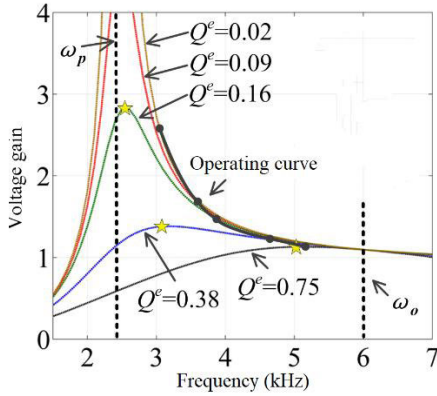 4
3
2
1
0
Voltage gain
ω_p
Q^e=0.02
Q^e=0.09
Q^e=0.16
Operating curve
Q^e=0.38
Q^e=0.75
ω_o
2 3 4 5 6 7
Frequency (kHz)